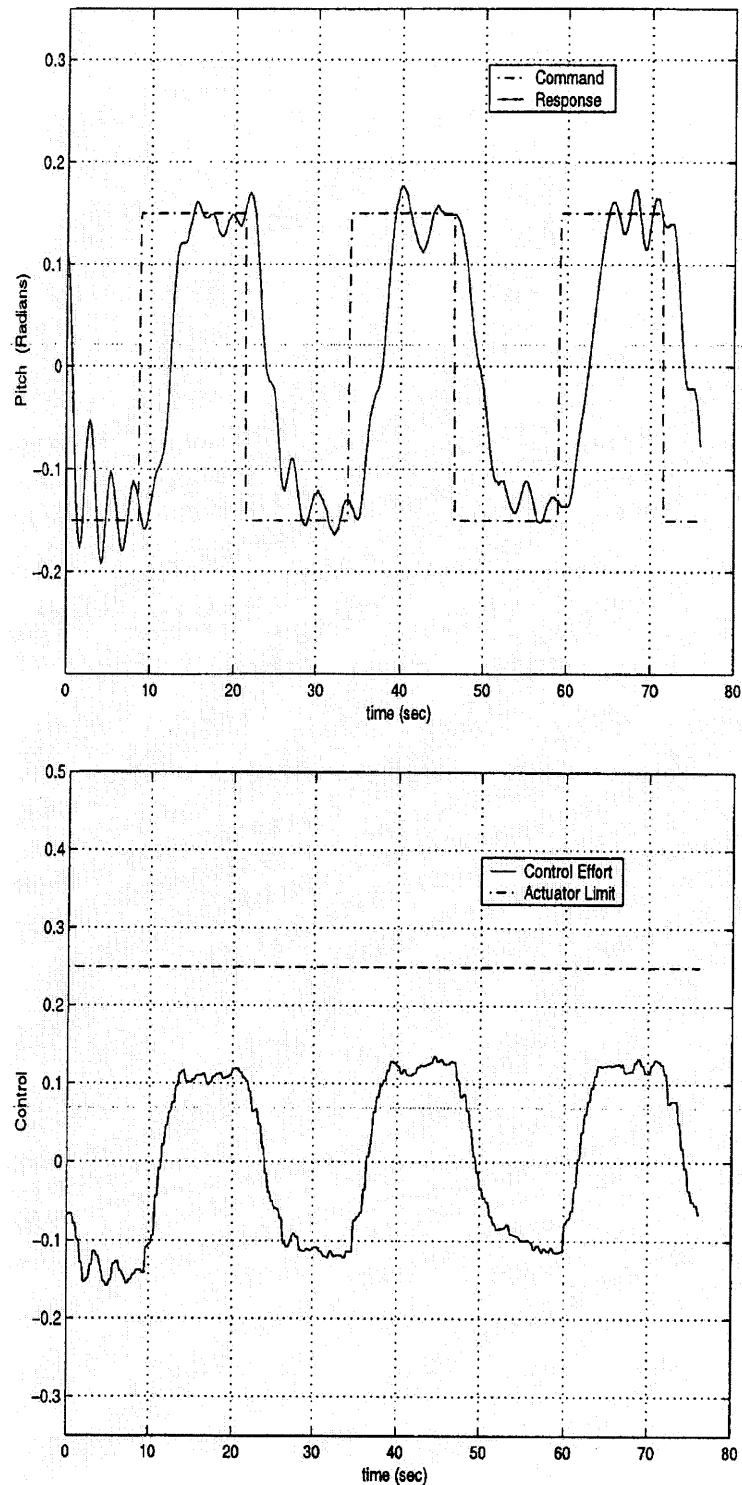 0.3
0.2
0.1
0
−0.1
−0.2
Pitch (Radians)
Command
Response
0 10 20 30 40 50 60 70 80
time (sec)
0.5
0.4
0.3
0.2
0.1
0
−0.1
−0.2
−0.3
Control
Control Effort
Actuator Limit
0 10 20 30 40 50 60 70 80
time (sec)